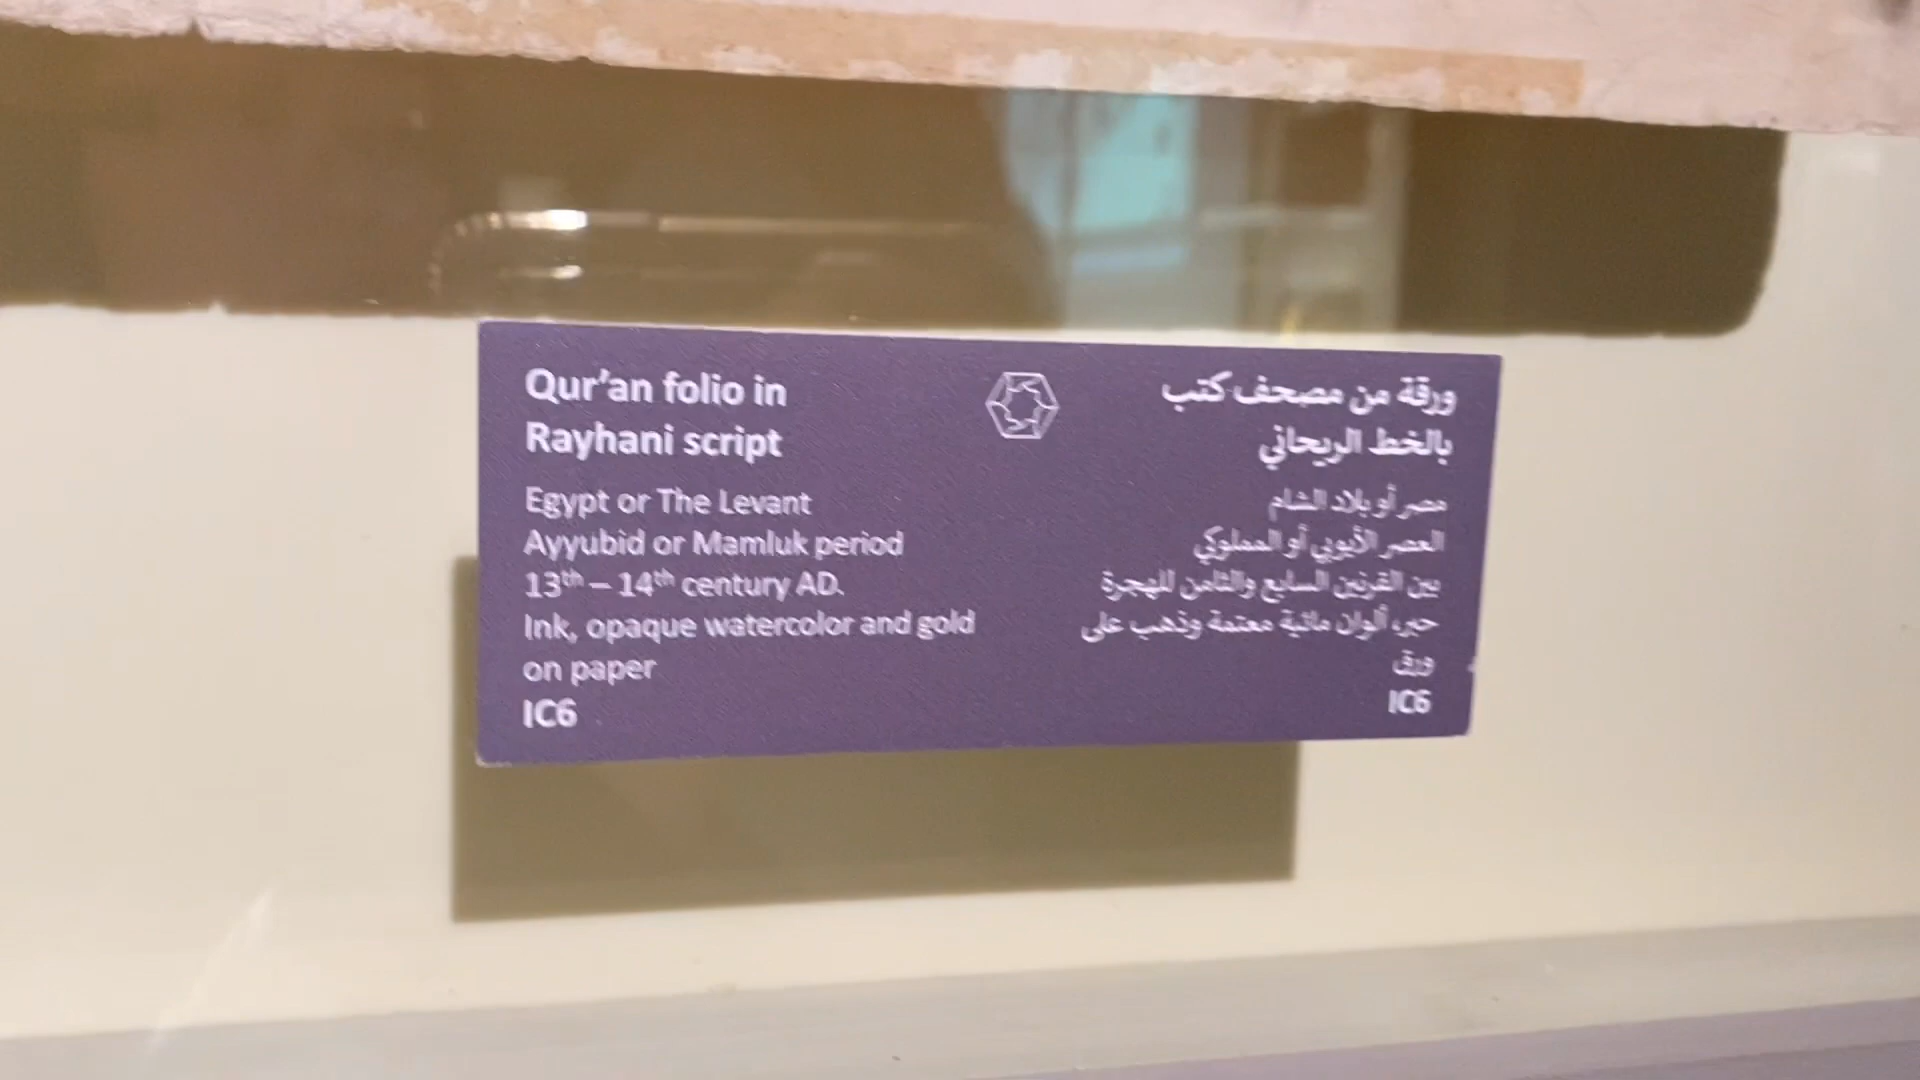 Qur'an folio in
Rayhani script
Egypt or The Levant
Ayyubid or Mamluk period
13th – 14th century AD.
Ink, opaque watercolor and gold
on paper
IC6
ورقة من مصحف كتب
بالخط الريحاني
مصر أو بلاد الشام
العصر الأيوبي أو المملوكي
بين القرنين السابع والثامن للهجرة
حبر، ألوان مائية معتمة وذهب على
ورق
IC6